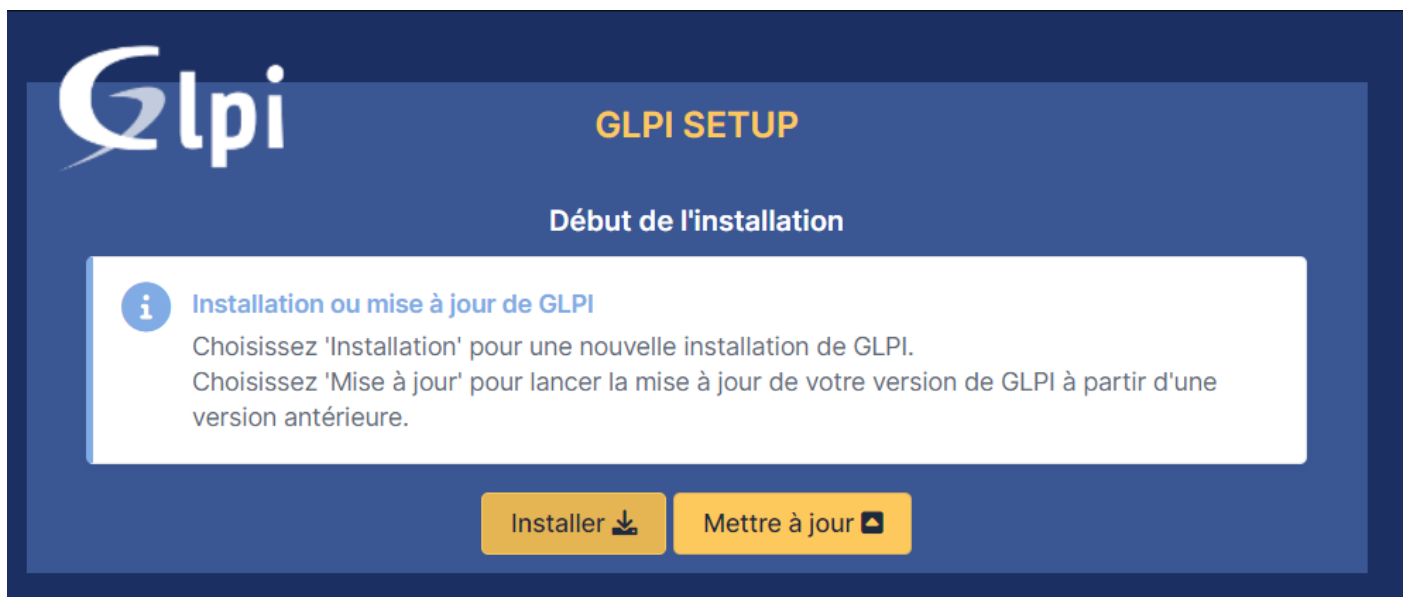 Glpi
GLPI SETUP
Début de l'installation
Installation ou mise à jour de GLPI
Choisissez 'Installation' pour une nouvelle installation de GLPI.
Choisissez 'Mise à jour' pour lancer la mise à jour de votre version de GLPI à partir d'une
version antérieure.
Installer
Mettre à jour